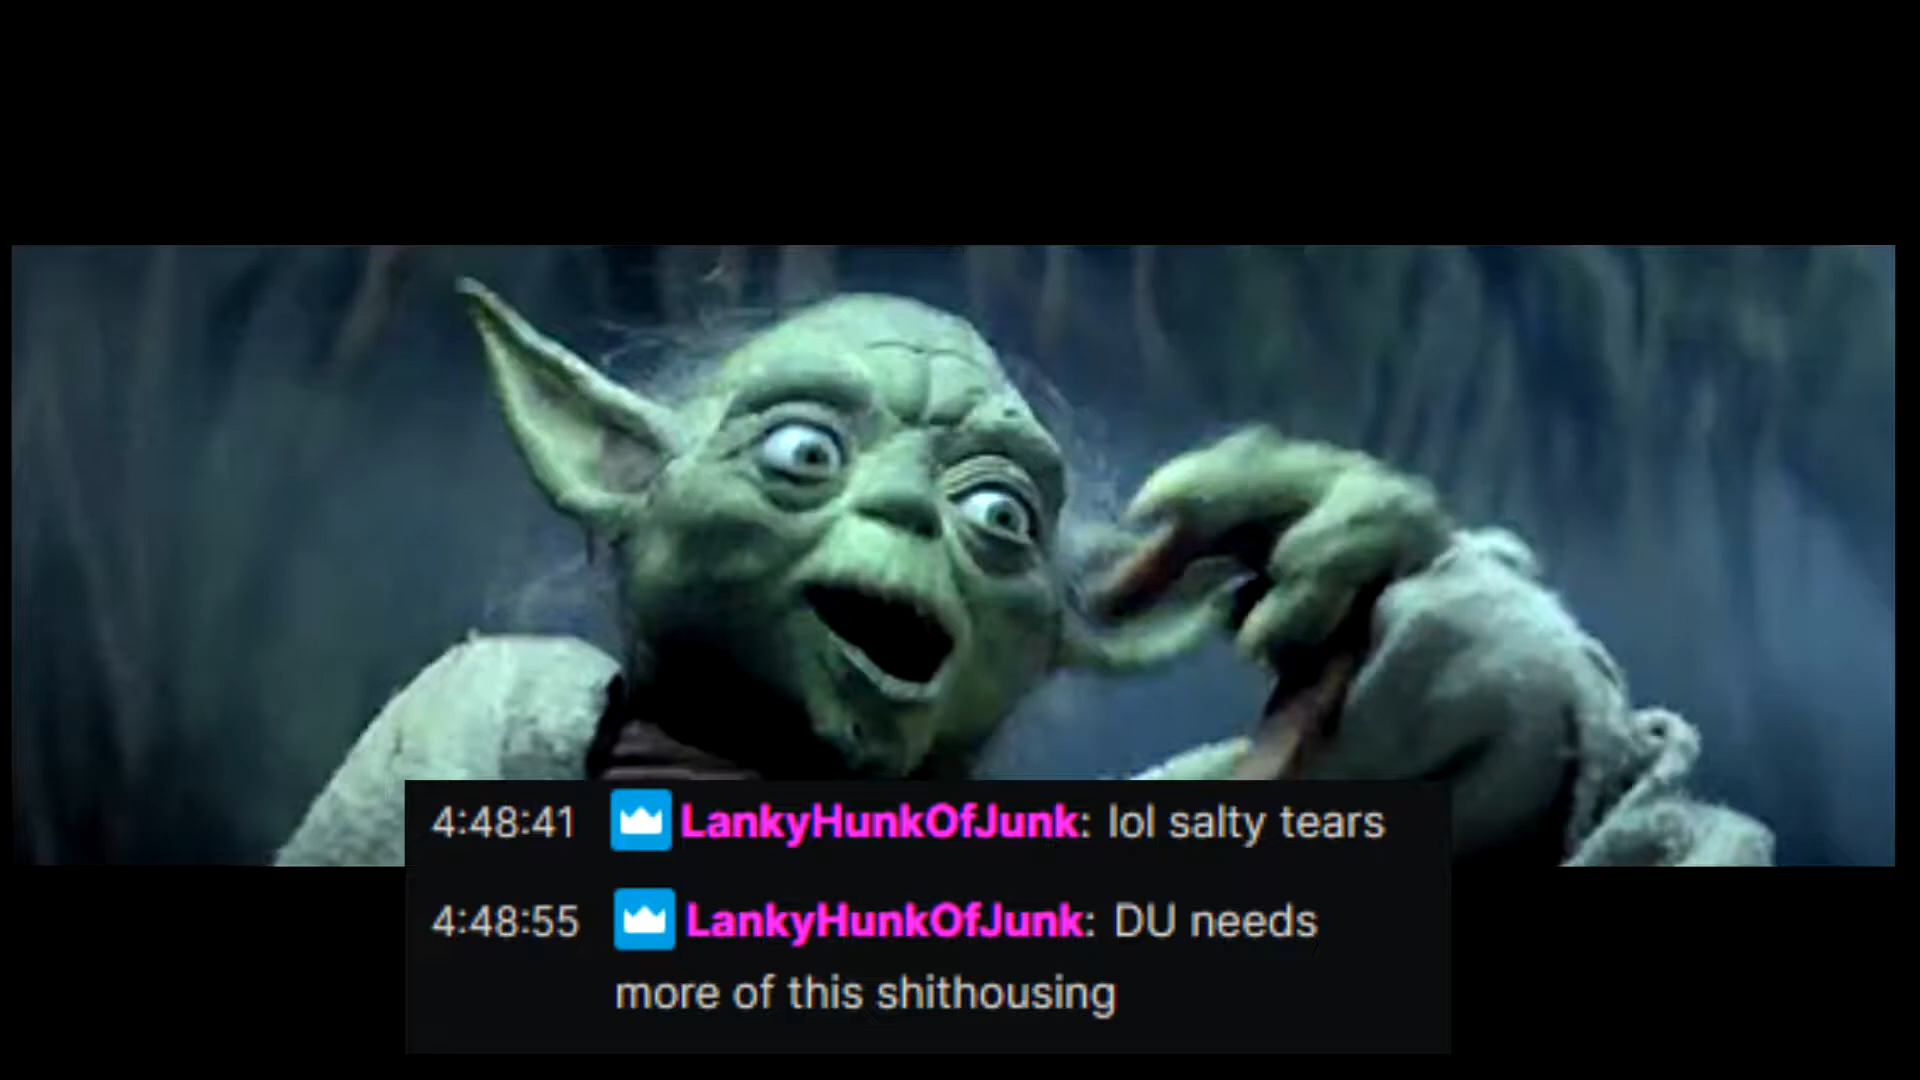 4:48:41 LankyHunkOfJunk: lol salty tears
4:48:55 LankyHunkOfJunk: DU needs
more of this shithousing